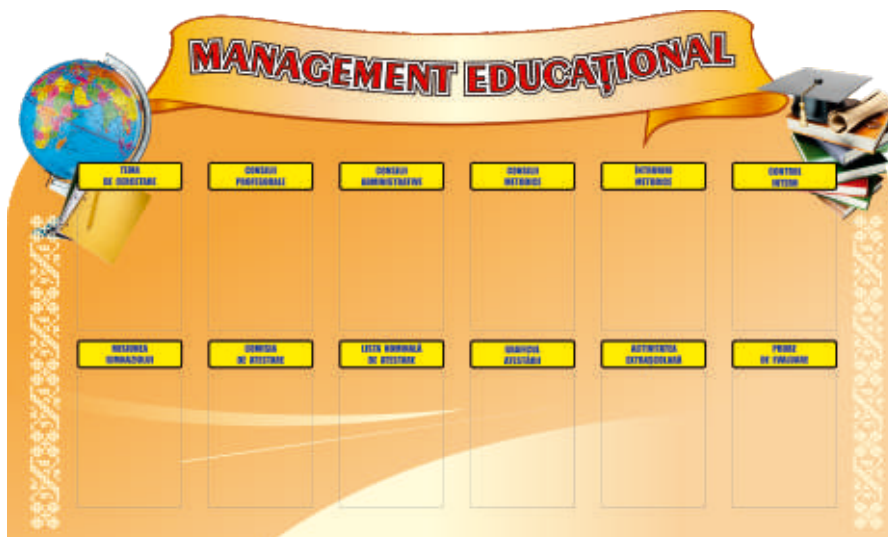 MANAGEMENT EDUCAȚIONAL
TEMA
DE CERCETARE
CONSILII
PROFESORALE
CONSILII
ADMINISTRATIVE
CONSILII
METODICE
ÎNTRUNIRI
METODICE
CONTROL
INTERN
MISIUNEA
GIMNAZIULUI
COMISIA
DE ATESTARE
LISTA NOMINALĂ
DE ATESTARE
GRAFICUL
ATESTĂRII
ACTIVITATEA
EXTRAȘCOLARĂ
PROBE
DE EVALUARE